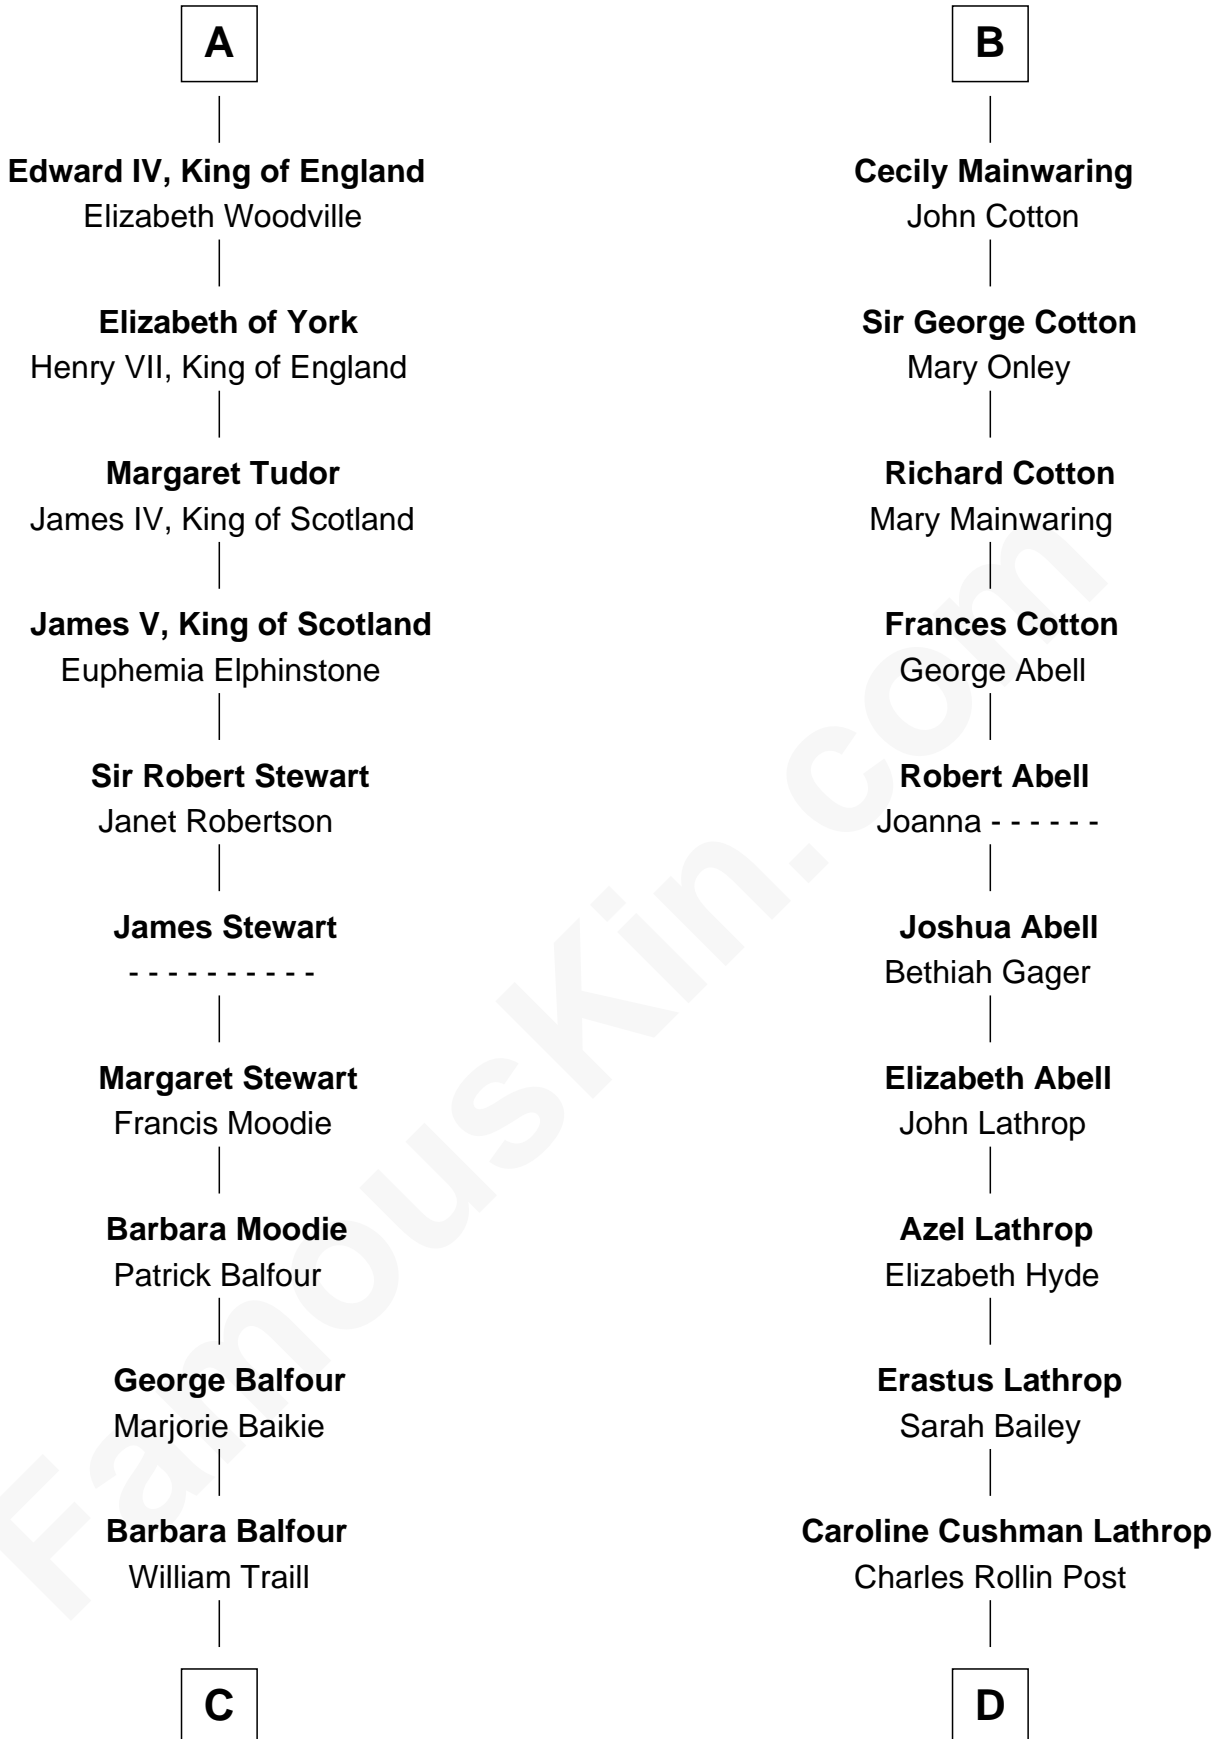 A
Edward IV, King of England
Elizabeth Woodville
Elizabeth of York
Henry VII, King of England
Margaret Tudor
James IV, King of Scotland
James V, King of Scotland
Euphemia Elphinstone
Sir Robert Stewart
Janet Robertson
James Stewart
- - - - - - - - - -
Margaret Stewart
Francis Moodie
Barbara Moodie
Patrick Balfour
George Balfour
Marjorie Baikie
Barbara Balfour
William Traill
C
B
Cecily Mainwaring
John Cotton
Sir George Cotton
Mary Onley
Richard Cotton
Mary Mainwaring
Frances Cotton
George Abell
Robert Abell
Joanna - - - - - -
Joshua Abell
Bethiah Gager
Elizabeth Abell
John Lathrop
Azel Lathrop
Elizabeth Hyde
Erastus Lathrop
Sarah Bailey
Caroline Cushman Lathrop
Charles Rollin Post
D
FamousKin.com